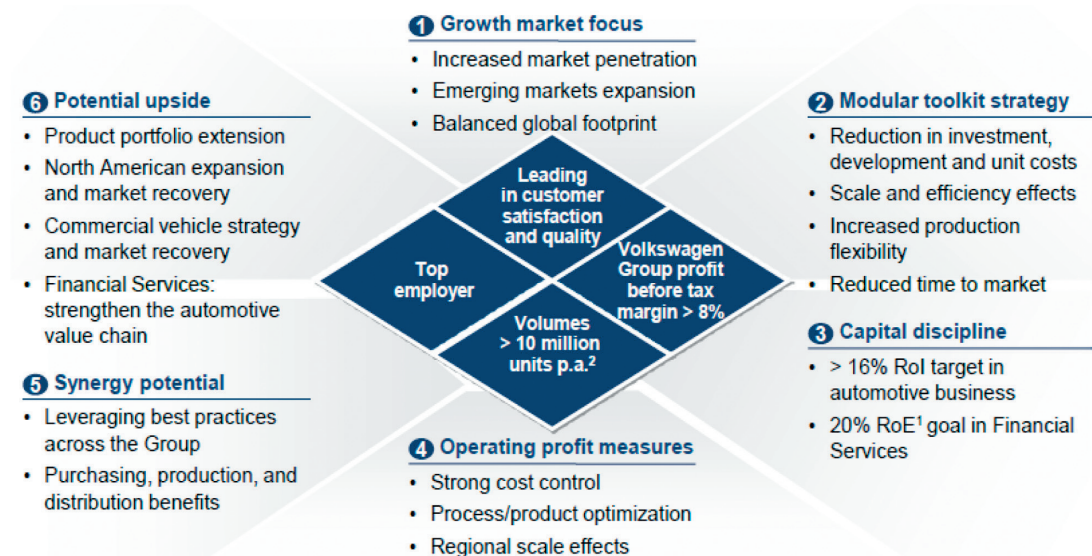 1 Growth market focus
• Increased market penetration
• Emerging markets expansion
• Balanced global footprint
2 Modular toolkit strategy
• Reduction in investment,
development and unit costs
• Scale and efficiency effects
• Increased production
flexibility
• Reduced time to market
3 Capital discipline
• > 16% RoI target in
automotive business
• 20% RoE¹ goal in Financial
Services
4 Operating profit measures
• Strong cost control
• Process/product optimization
• Regional scale effects
5 Synergy potential
• Leveraging best practices
across the Group
• Purchasing, production, and
distribution benefits
6 Potential upside
• Product portfolio extension
• North American expansion
and market recovery
• Commercial vehicle strategy
and market recovery
• Financial Services:
strengthen the automotive
value chain
Leading
in customer
satisfaction
and quality
Volkswagen
Group profit
before tax
margin > 8%
Volumes
> 10 million
units p.a.²
Top
employer